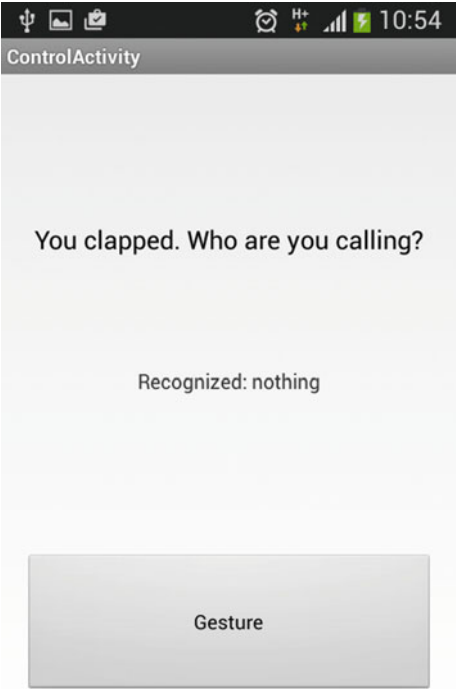 H+ 10:54
ControlActivity
You clapped. Who are you calling?
Recognized: nothing
Gesture